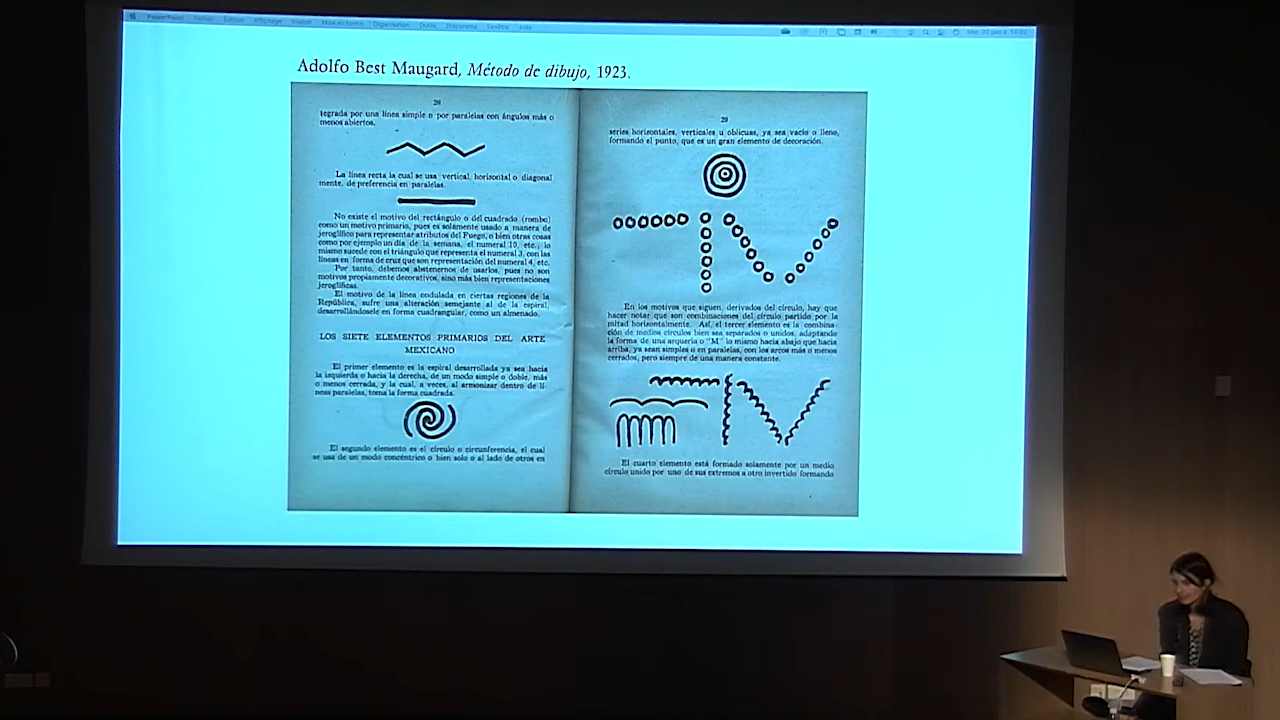 PowerPoint Fichier Édition Affichage Insérer Mise en forme Organisation Outils Diaporama Fenêtre Aide
Adolfo Best Maugard, Método de dibujo, 1923.
28
tegrada por una línea simple o por paralelas con ángulos más o
menos abiertos.
La línea recta la cual se usa vertical, horizontal o diagonal
mente, de preferencia en paralelas.
No existe el motivo del rectángulo o del cuadrado (rombo)
como un motivo primario, pues es solamente usado a manera de
jeroglífico para representar atributos del Fuego, o bien otras cosas
como por ejemplo un día de la semana, el numeral 10, etc., lo
mismo sucede con el triángulo que representa el numeral 3, con las
líneas en forma de cruz que son representación del numeral 4, etc.
Por tanto, debemos abstenernos de usarlos, pues no son
motivos propiamente decorativos, sino más bien representaciones
jeroglíficas.
El motivo de la línea ondulada en ciertas regiones de la
República, sufre una alteración semejante al de la espiral,
desarrollándosele en forma cuadrangular, como un almenado.
LOS SIETE ELEMENTOS PRIMARIOS DEL ARTE
MEXICANO
El primer elemento es la espiral desarrollada ya sea hacia
la izquierda o hacia la derecha, de un modo simple o doble, más
o menos cerrada, y la cual, a veces, al armonizar dentro de lí-
neas paralelas, toma la forma cuadrada.
El segundo elemento es el círculo o circunferencia, el cual
se usa de un modo concéntrico o bien solo o al lado de otros en
29
series horizontales, verticales u oblicuas, ya sea vacío o lleno,
formando el punto, que es un gran elemento de decoración.
En los motivos que siguen, derivados del círculo, hay que
hacer notar que son combinaciones del círculo partido por la
mitad horizontalmente. Así, el tercer elemento es la combina-
ción de medios círculos bien sea separados o unidos, adaptando
la forma de una arquería o "M" lo mismo hacia abajo que hacia
arriba, ya sean simples o en paralelas, con los arcos más o menos
cerrados, pero siempre de una manera constante.
El cuarto elemento está formado solamente por un medio
círculo unido por uno de sus extremos a otro invertido formando